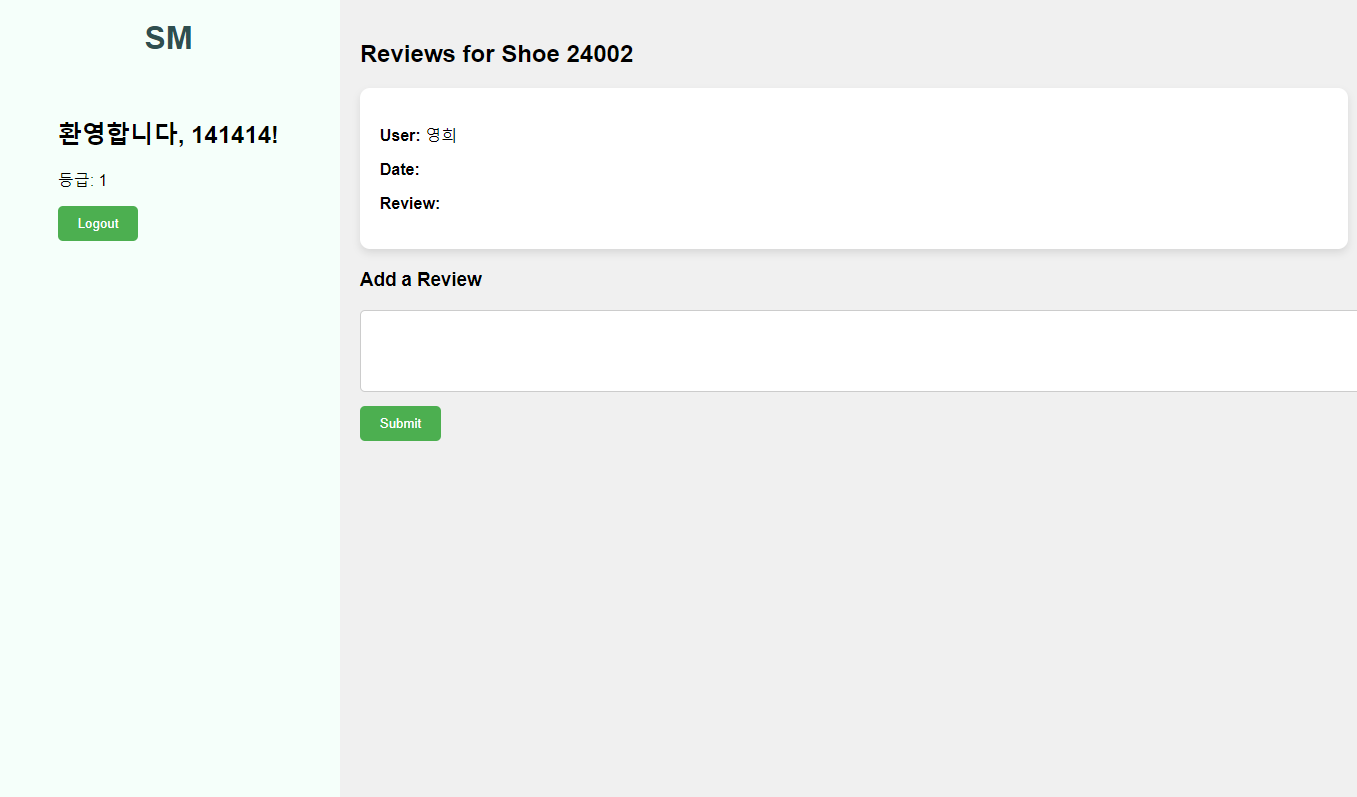 SM
환영합니다, 141414!
등급: 1
Logout
Reviews for Shoe 24002
User: 영희
Date:
Review:
Add a Review
Submit